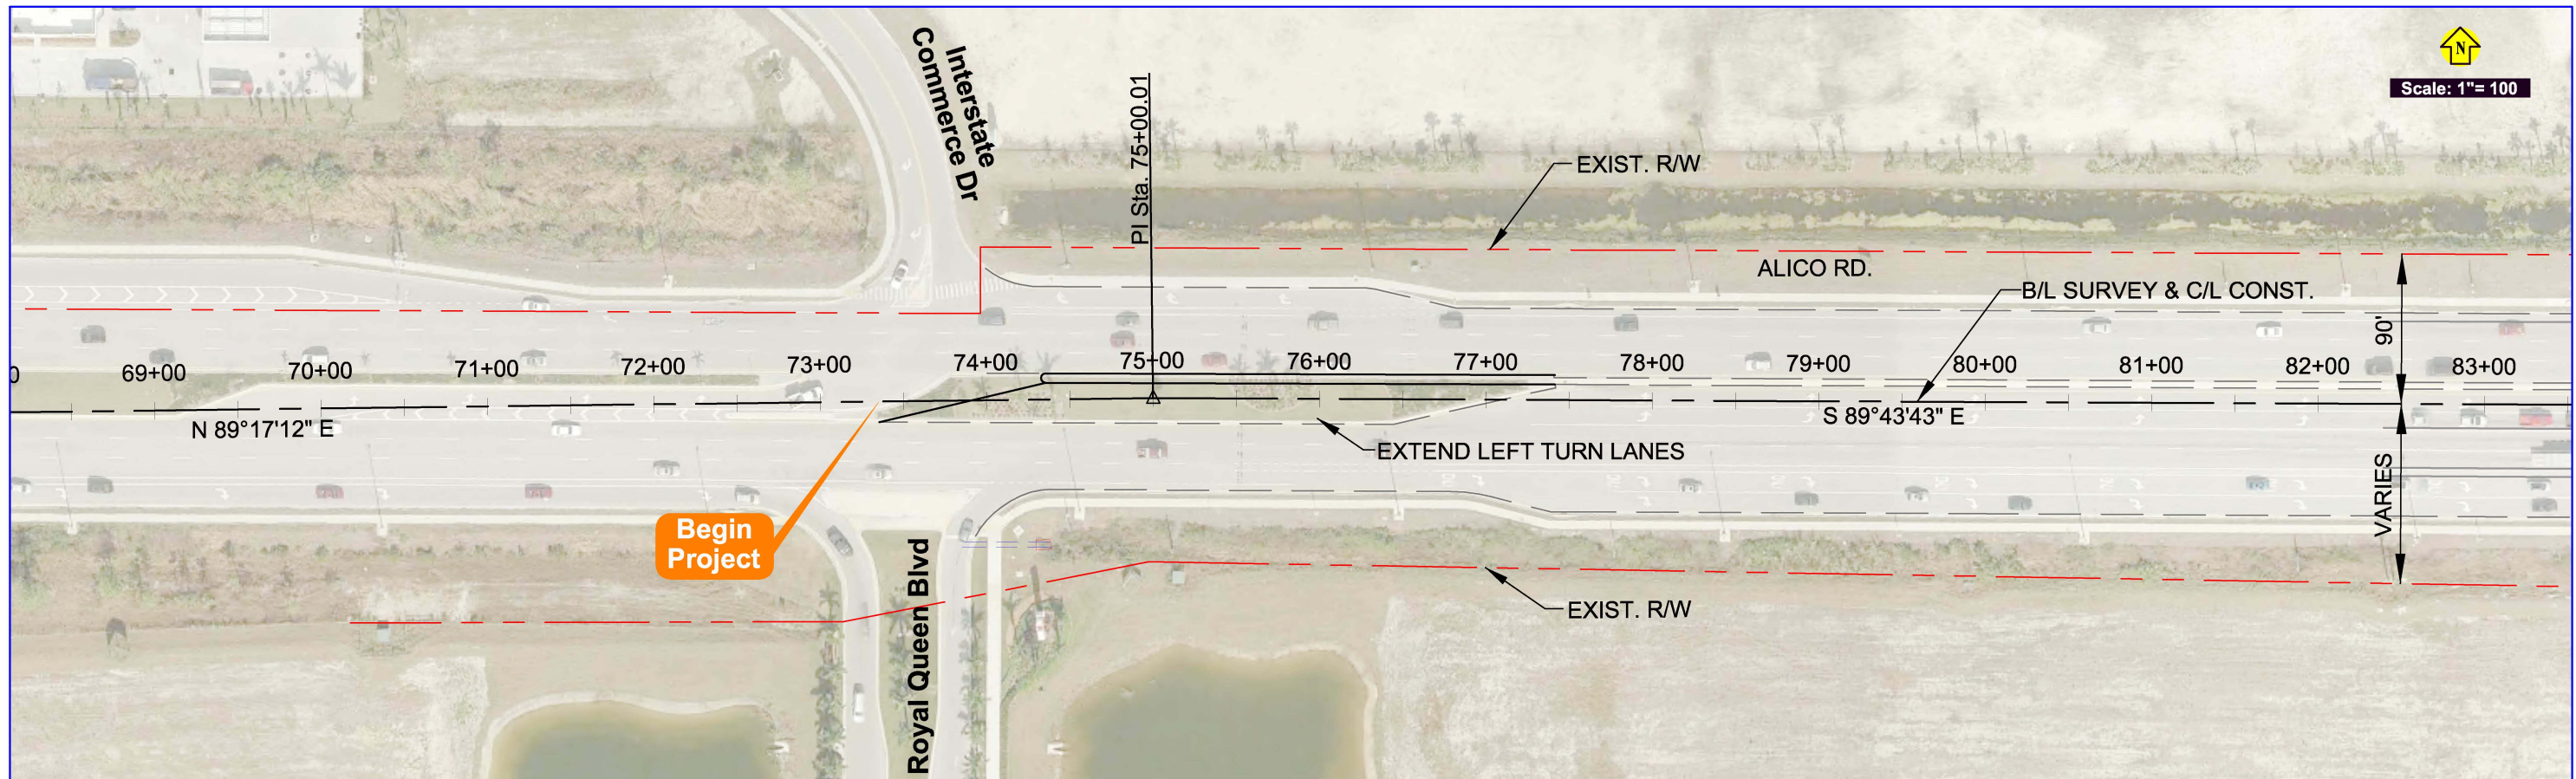 Interstate
Commerce Dr
N
Scale: 1"= 100
PI Sta. 75+00.01
EXIST. R/W
ALICO RD.
B/L SURVEY & C/L CONST.
90'
0
69+00
70+00
71+00
72+00
73+00
74+00
75+00
76+00
77+00
78+00
79+00
80+00
81+00
82+00
83+00
N 89°17'12" E
S 89°43'43" E
EXTEND LEFT TURN LANES
VARIES
Begin
Project
Royal Queen Blvd
EXIST. R/W